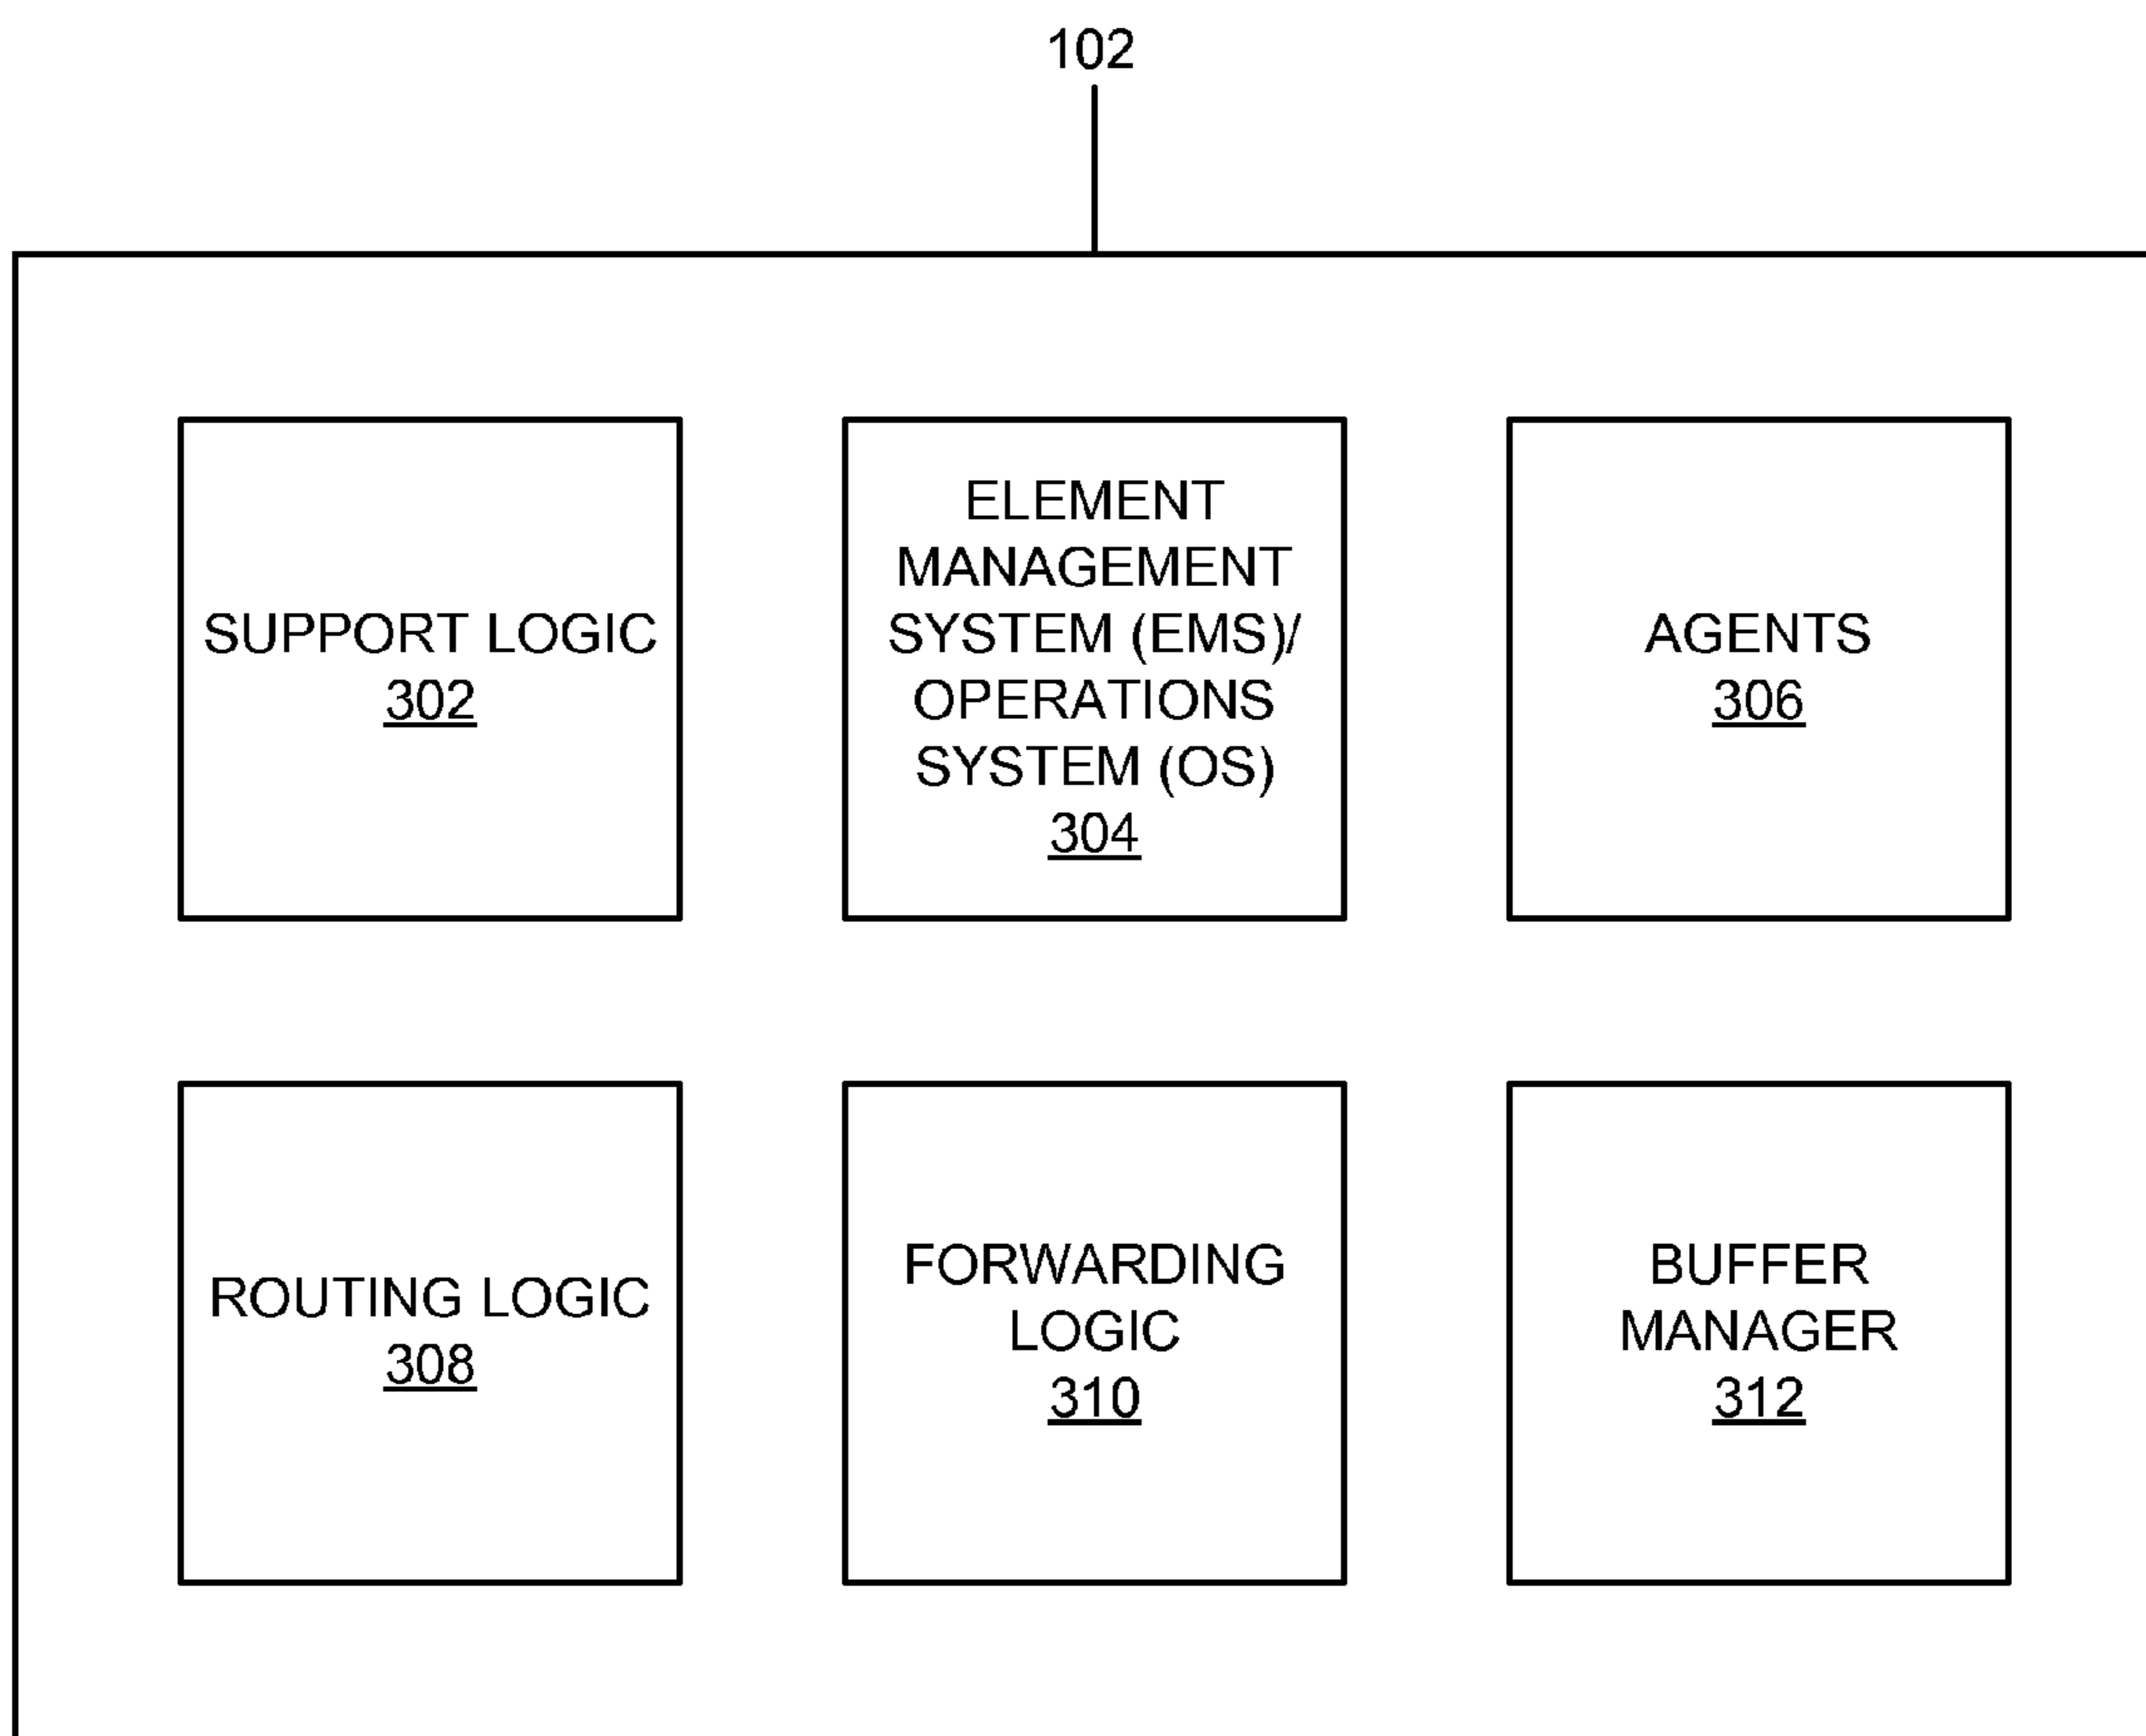 102
SUPPORT LOGIC
302
ELEMENT
MANAGEMENT
SYSTEM (EMS)/
OPERATIONS
SYSTEM (OS)
304
AGENTS
306
ROUTING LOGIC
308
FORWARDING
LOGIC
310
BUFFER
MANAGER
312